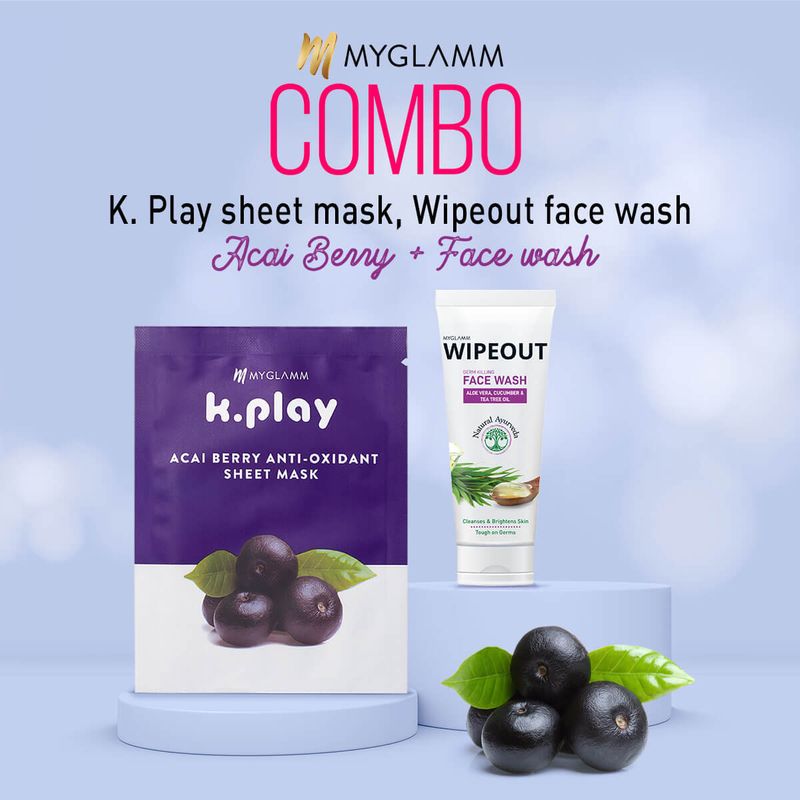 MYGLAMM
COMBO
K. Play sheet mask, Wipeout face wash
Acai Berry + Face wash
MYGLAMM
k.play
ACAI BERRY ANTI-OXIDANT
SHEET MASK
MYGLAMM
WIPEOUT
GERM KILLING
FACE WASH
ALOE VERA, CUCUMBER &
TEA TREE OIL
Natural Ayurveda
Cleanses & Brightens Skin
Tough on Germs